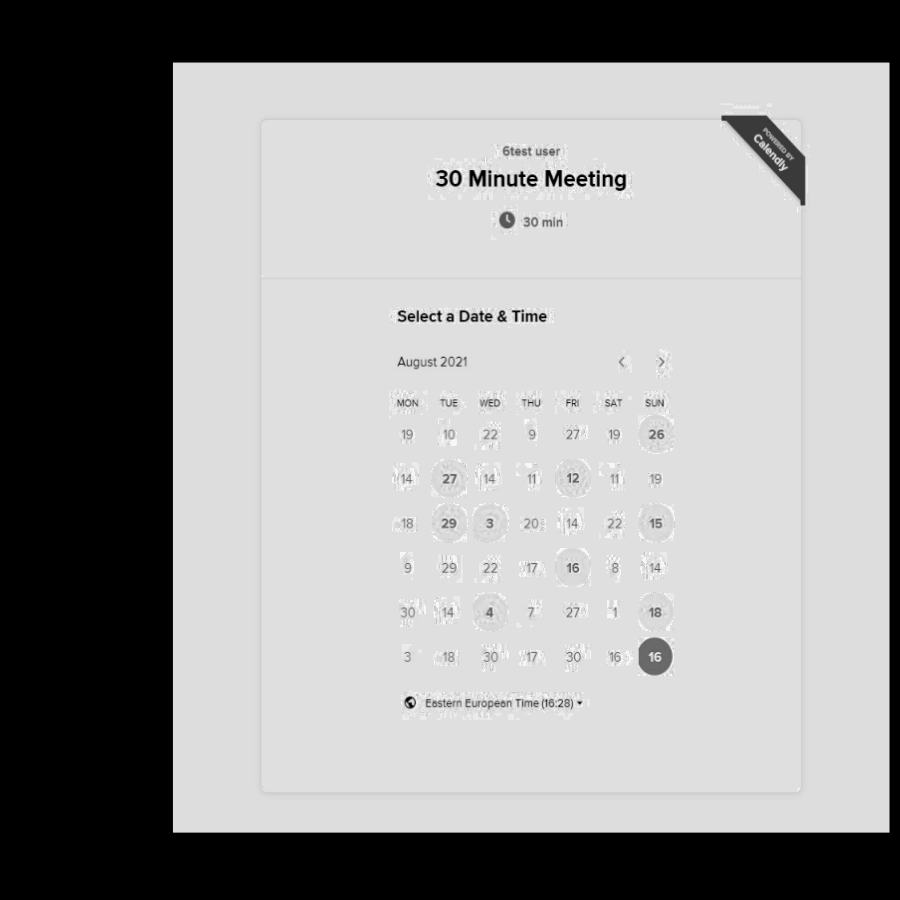 POWERED BY
Calendly
6test user
30 Minute Meeting
30 min
Select a Date & Time
August 2021
MON TUE WED THU FRI SAT SUN
19 10 22 9 27 19 26
14 27 14 11 12 11 19
18 29 3 20 14 22 15
9 29 22 17 16 8 14
30 14 4 7 27 1 18
3 18 30 17 30 16 16
Eastern European Time (16:28)